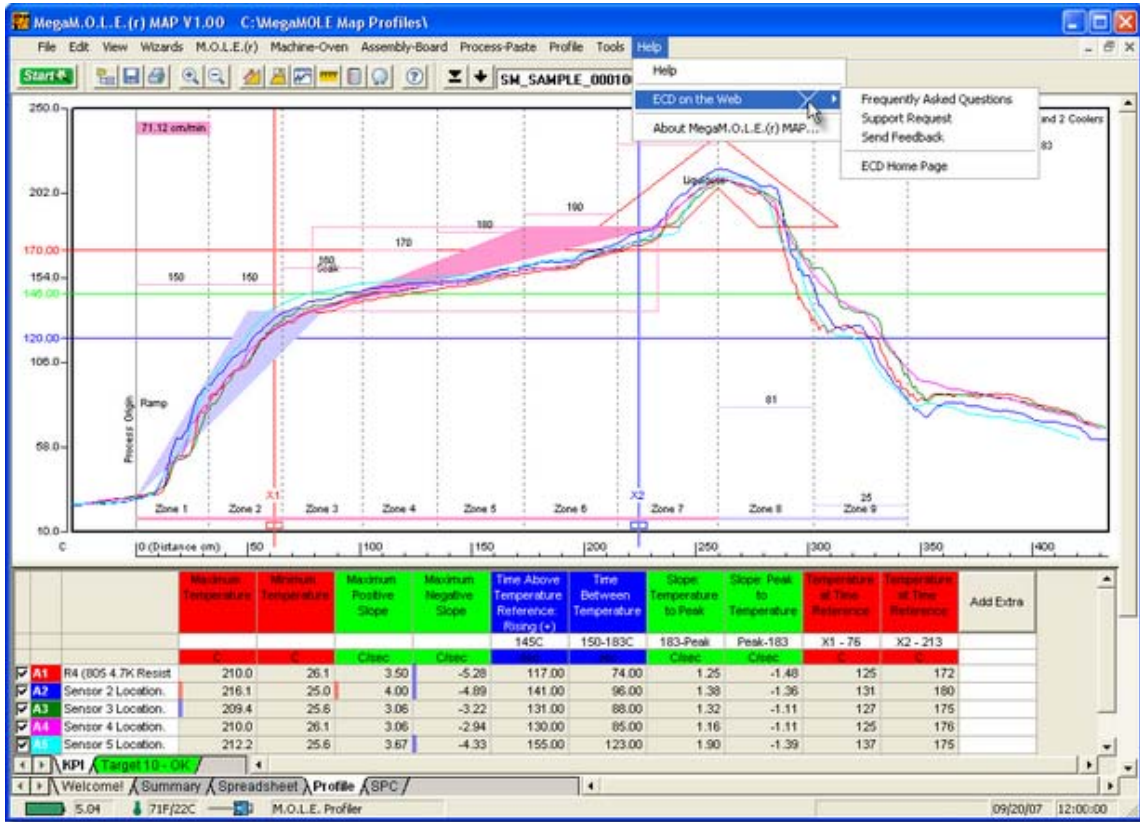 MegaM.O.L.E.(r) MAP V1.00 C:\MegaMOLE Map Profiles\
File Edit View Wizards M.O.L.E.(r) Machine-Oven Assembly-Board Process-Paste Profile Tools Help
Start
SM_SAMPLE_00010
Help
ECD on the Web
About MegaM.O.L.E.(r) MAP...
Frequently Asked Questions
Support Request
Send Feedback
ECD Home Page
and 2 Coolers
83
250.0
71.12 cm/min
202.0
Liquidus
190
180
170.00
170
160
Soak
154.0
150 150
145.00
120.00
106.0
Ramp
Process Origin
81
58.0
X1 X2
25
Zone 1 Zone 2 Zone 3 Zone 4 Zone 5 Zone 6 Zone 7 Zone 8 Zone 9
10.0
C |0 (Distance cm) |50 |100 |150 |200 |250 |300 |350 |400
Maximum Temperature Minimum Temperature Maximum Positive Slope Maximum Negative Slope Time Above Temperature Reference: Rising (+) Time Between Temperature Slope: Temperature to Peak Slope: Peak to Temperature Temperature at Time Reference Temperature at Time Reference Add Extra
145C 150-183C 183-Peak Peak-183 X1 - 76 X2 - 213
C C C/sec C/sec C/sec C/sec C C
A1 R4 (805 4.7K Resist 210.0 26.1 3.50 -5.28 117.00 74.00 1.25 -1.48 125 172
A2 Sensor 2 Location. 216.1 25.0 4.00 -4.89 141.00 96.00 1.38 -1.36 131 180
A3 Sensor 3 Location. 209.4 25.6 3.06 -3.22 131.00 88.00 1.32 -1.11 127 175
A4 Sensor 4 Location. 210.0 26.1 3.06 -2.94 130.00 85.00 1.16 -1.11 125 176
A5 Sensor 5 Location. 212.2 25.6 3.67 -4.33 155.00 123.00 1.90 -1.39 137 175
KPI Target 10 - OK
Welcome! Summary Spreadsheet Profile SPC
5.04 71F/22C M.O.L.E. Profiler 09/20/07 12:00:00